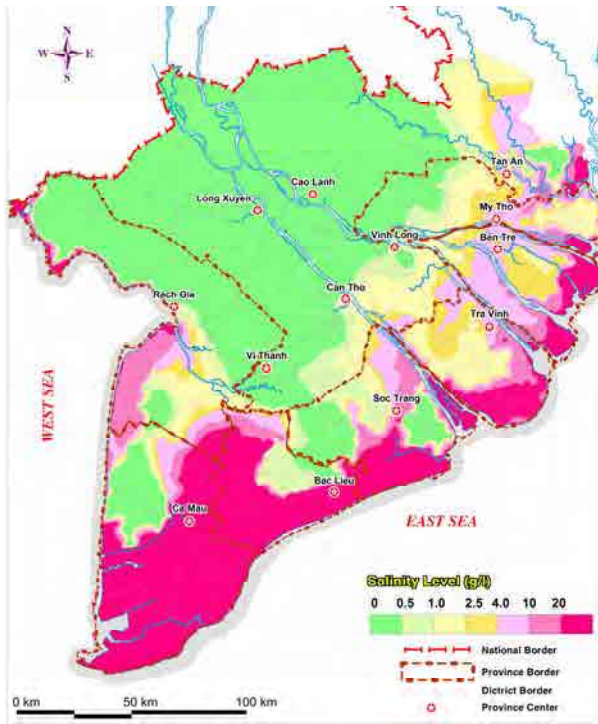 N
W E
S
Tan An
Cao Lanh
Long Xuyen
My Tho
Vinh Long
Ben Tre
Can Tho
Rach Gia
Tra Vinh
Vi Thanh
WEST SEA
Soc Trang
Bac Lieu
Ca Mau
EAST SEA
Salinity Level (g/l)
0 0.5 1.0 2.5 4.0 10 20
National Border
Province Border
Dictrict Border
Province Center
0 km 50 km 100 km